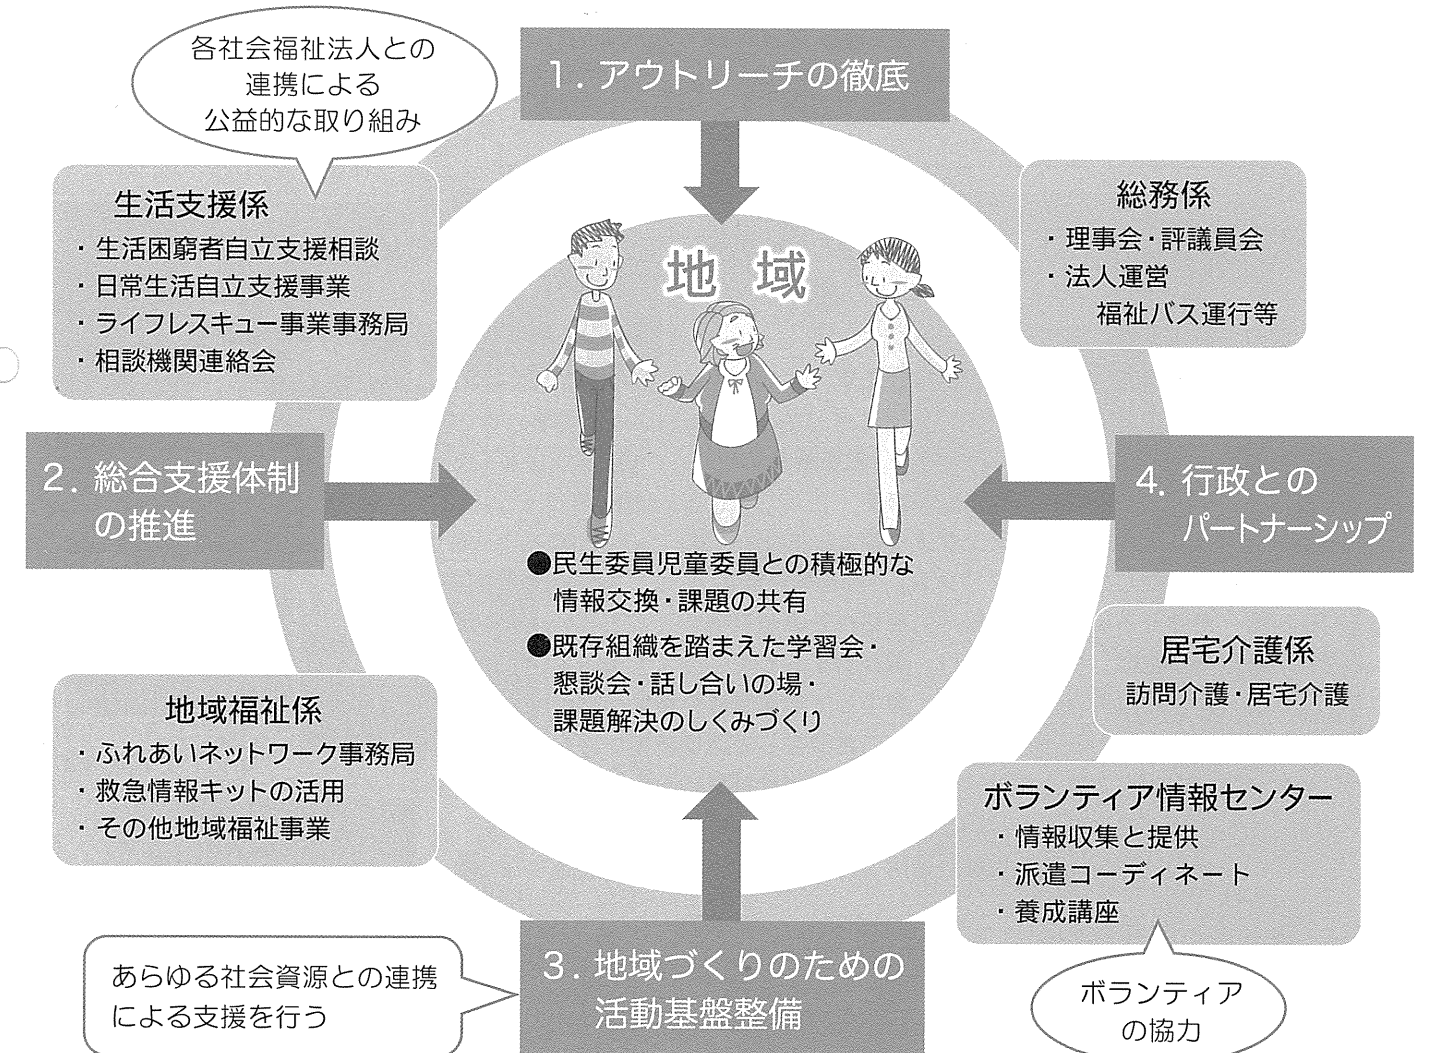 各社会福祉法人との
連携による
公益的な取り組み
1. アウトリーチの徹底
生活支援係
・生活困窮者自立支援相談
・日常生活自立支援事業
・ライフレスキュー事業事務局
・相談機関連絡会
地 域
総務係
・理事会・評議員会
・法人運営
福祉バス運行等
2. 総合支援体制
の推進
4. 行政との
パートナーシップ
●民生委員児童委員との積極的な
情報交換・課題の共有
●既存組織を踏まえた学習会・
懇談会・話し合いの場・
課題解決のしくみづくり
居宅介護係
訪問介護・居宅介護
地域福祉係
・ふれあいネットワーク事務局
・救急情報キットの活用
・その他地域福祉事業
ボランティア情報センター
・情報収集と提供
・派遣コーディネート
・養成講座
あらゆる社会資源との連携
による支援を行う
3. 地域づくりのための
活動基盤整備
ボランティア
の協力